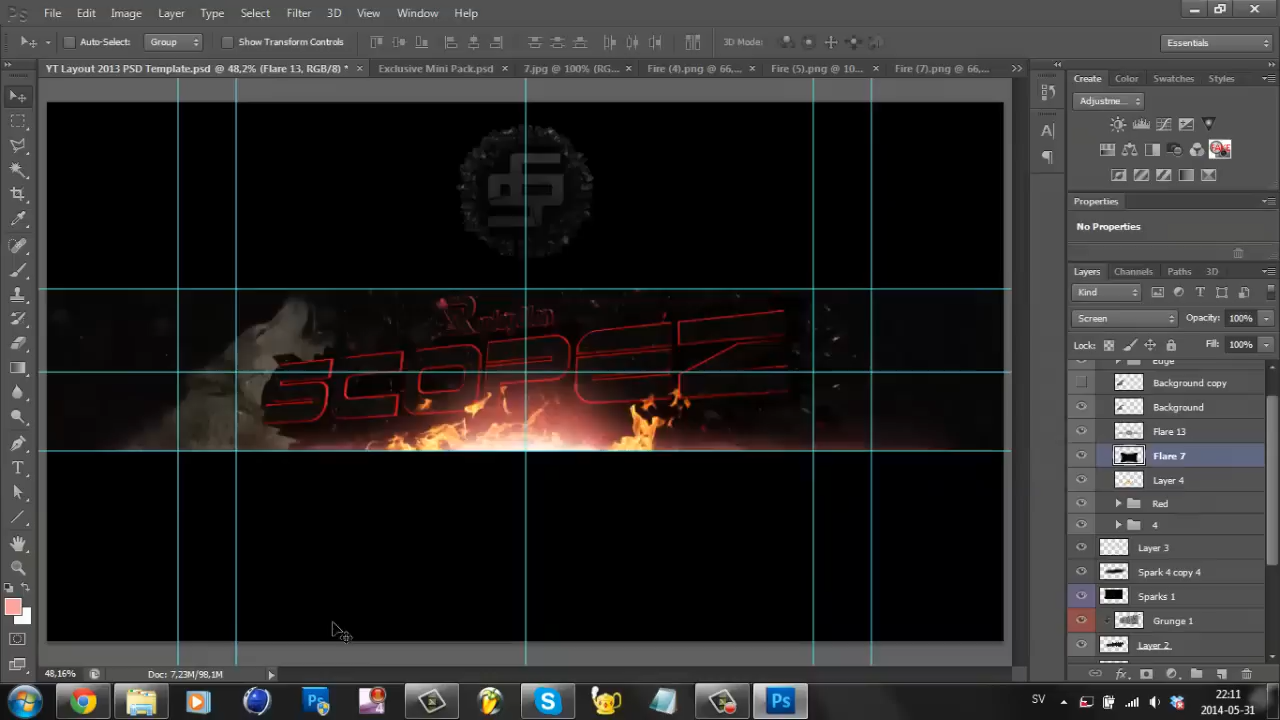 Ps File Edit Image Layer Type Select Filter 3D View Window Help
Auto-Select: Group Show Transform Controls 3D Mode: Essentials
YT Layout 2013 PSD Template.psd @ 48,2% (Flare 13, RGB/8) * × Exclusive Mini Pack.psd × 7.jpg @ 100% (RG... × Fire (4).png @ 66,... × Fire (5).png @ 10... × Fire (7).png @ 66,... »
Create Color Swatches Styles
Adjustme...
Properties
No Properties
Layers Channels Paths 3D
Kind
Screen Opacity: 100%
Lock: Fill: 100%
Edge
Background copy
Background
Flare 13
Flare 7
Layer 4
Red
4
Layer 3
Spark 4 copy 4
Sparks 1
Grunge 1
Layer 2
SCOPEZ
48,16% Doc: 7,23M/98,1M
SV 22:11
2014-05-31